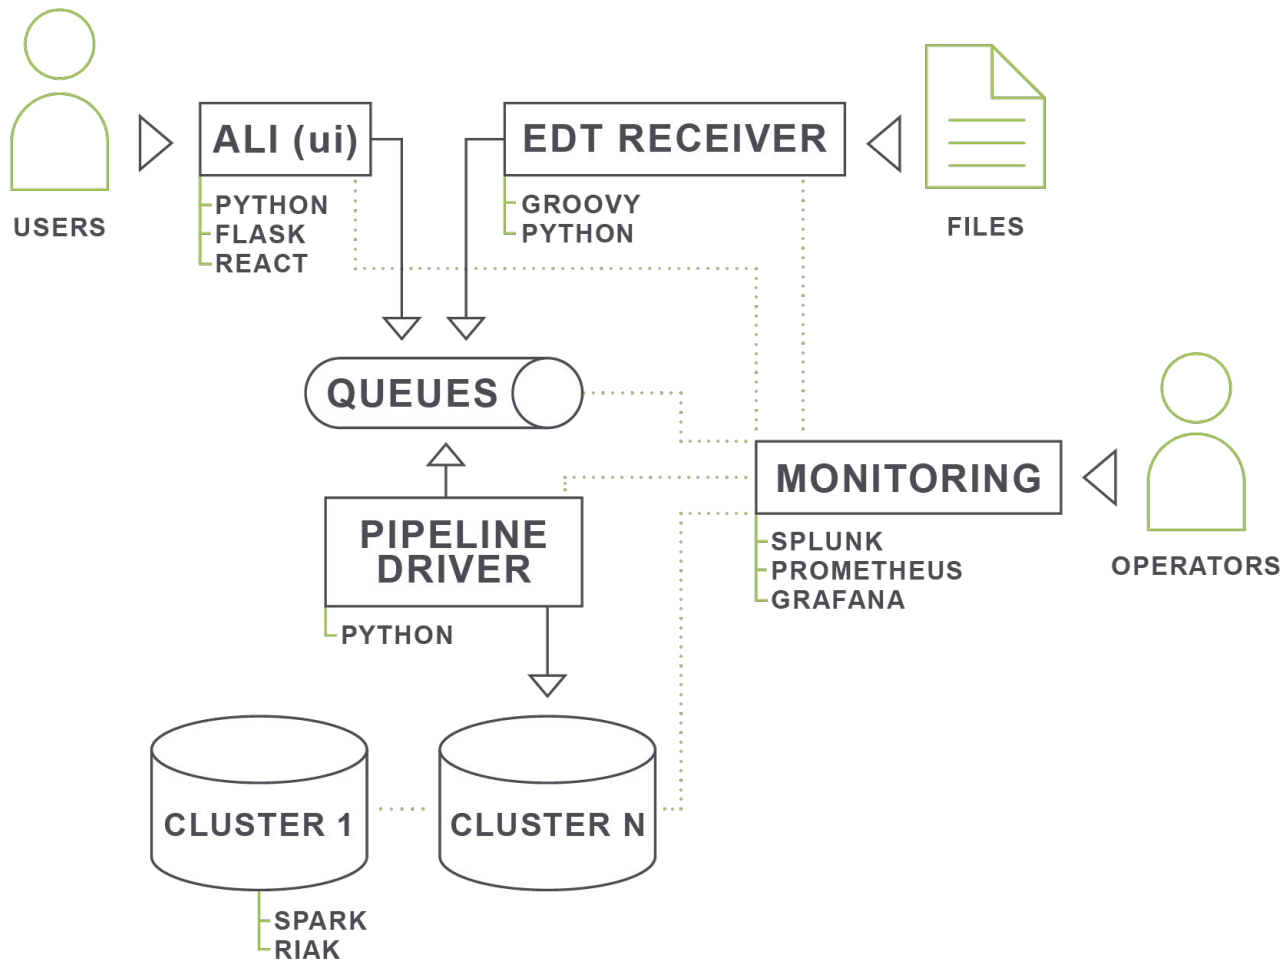 ALI (ui)
EDT RECEIVER
PYTHON
FLASK
REACT
GROOVY
PYTHON
USERS
FILES
QUEUES
MONITORING
SPLUNK
PROMETHEUS
GRAFANA
OPERATORS
PIPELINE
DRIVER
PYTHON
CLUSTER 1
CLUSTER N
SPARK
RIAK